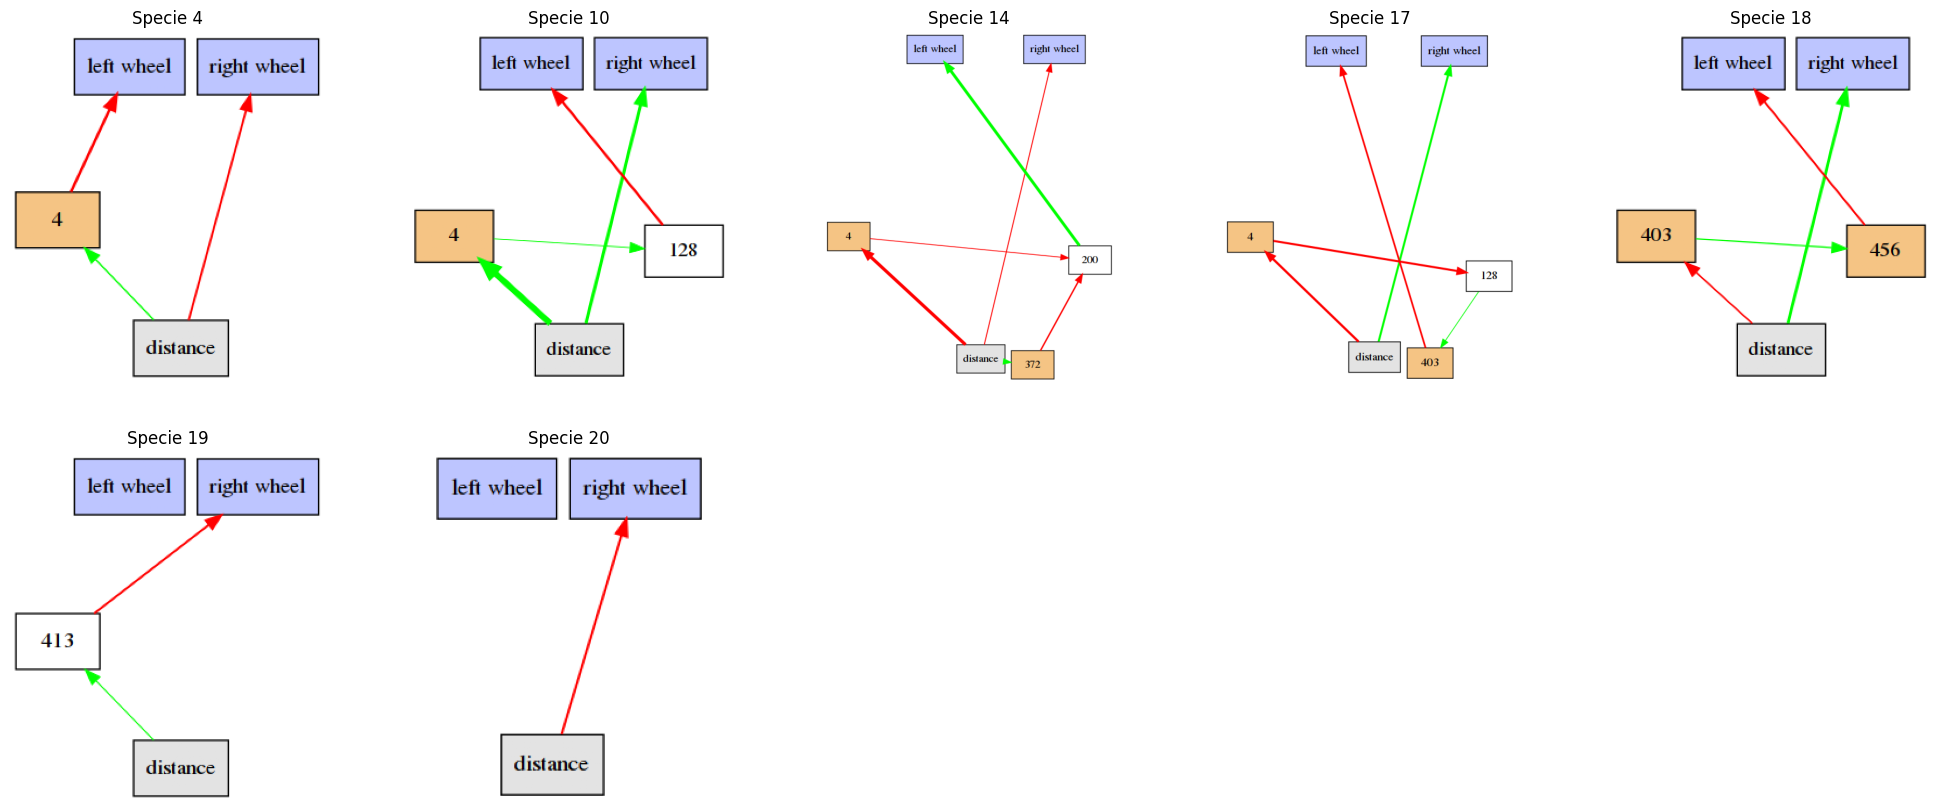 Specie 4
left wheel
right wheel
4
distance
Specie 10
left wheel
right wheel
4
128
distance
Specie 14
left wheel
right wheel
4
200
distance
372
Specie 17
left wheel
right wheel
4
128
distance
403
Specie 18
left wheel
right wheel
403
456
distance
Specie 19
left wheel
right wheel
413
distance
Specie 20
left wheel
right wheel
distance